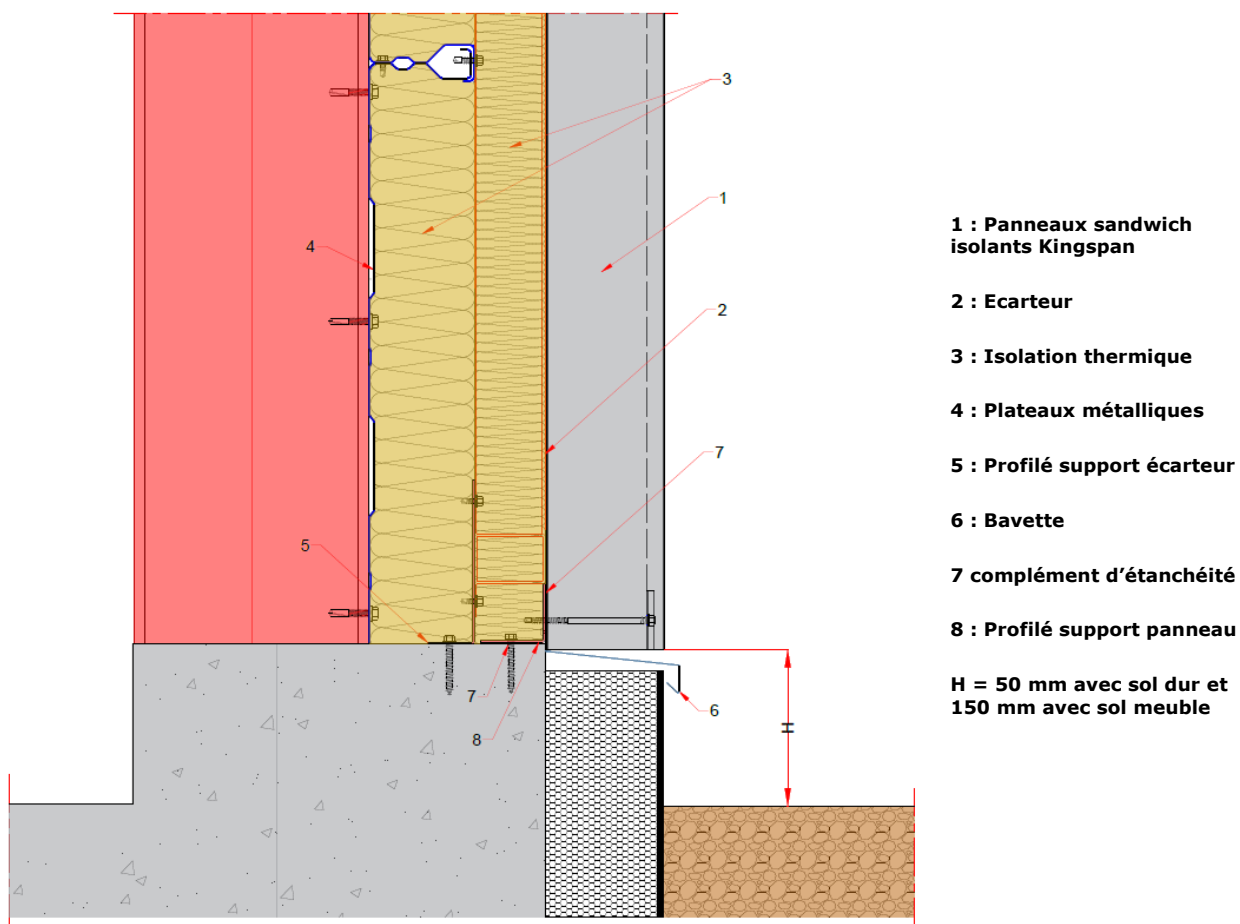 3
1
4
2
7
5
7
8
6
H
1 : Panneaux sandwich
isolants Kingspan
2 : Ecarteur
3 : Isolation thermique
4 : Plateaux métalliques
5 : Profilé support écarteur
6 : Bavette
7 complément d’étanchéité
8 : Profilé support panneau
H = 50 mm avec sol dur et
150 mm avec sol meuble